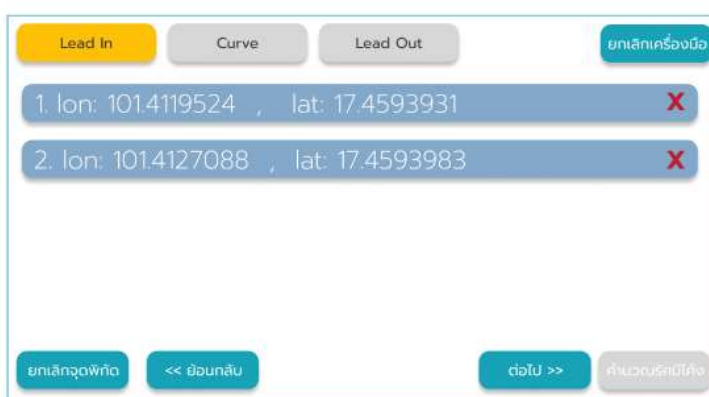 Lead In Curve Lead Out ยกเลิกเครื่องมือ
1. lon: 101.4119524 , lat: 17.4593931 X
2. lon: 101.4127088 , lat: 17.4593983 X
ยกเลิกจุดพิกัด << ย้อนกลับ ต่อไป >> คำนวณรัศมีโค้ง